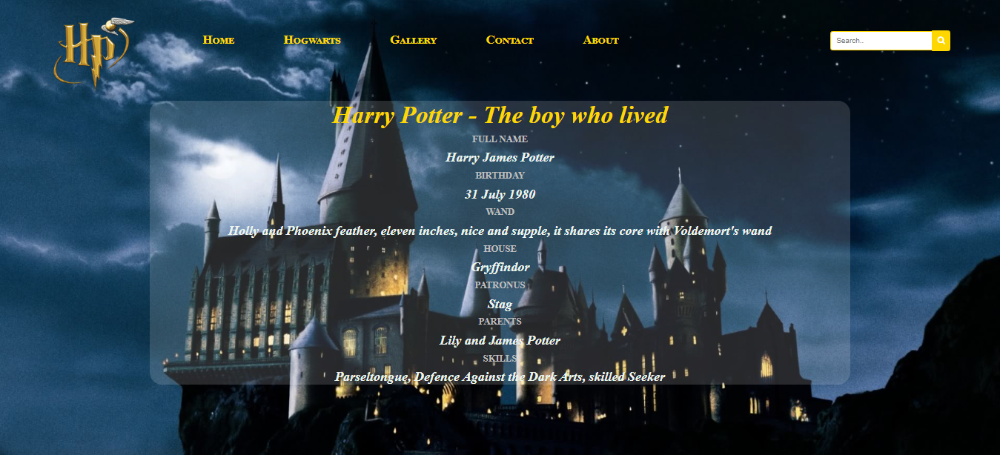 HP
Home Hogwarts Gallery Contact About Search..
Harry Potter - The boy who lived
FULL NAME
Harry James Potter
BIRTHDAY
31 July 1980
WAND
Holly and Phoenix feather, eleven inches, nice and supple, it shares its core with Voldemort's wand
HOUSE
Gryffindor
PATRONUS
Stag
PARENTS
Lily and James Potter
SKILLS
Parseltongue, Defence Against the Dark Arts, skilled Seeker